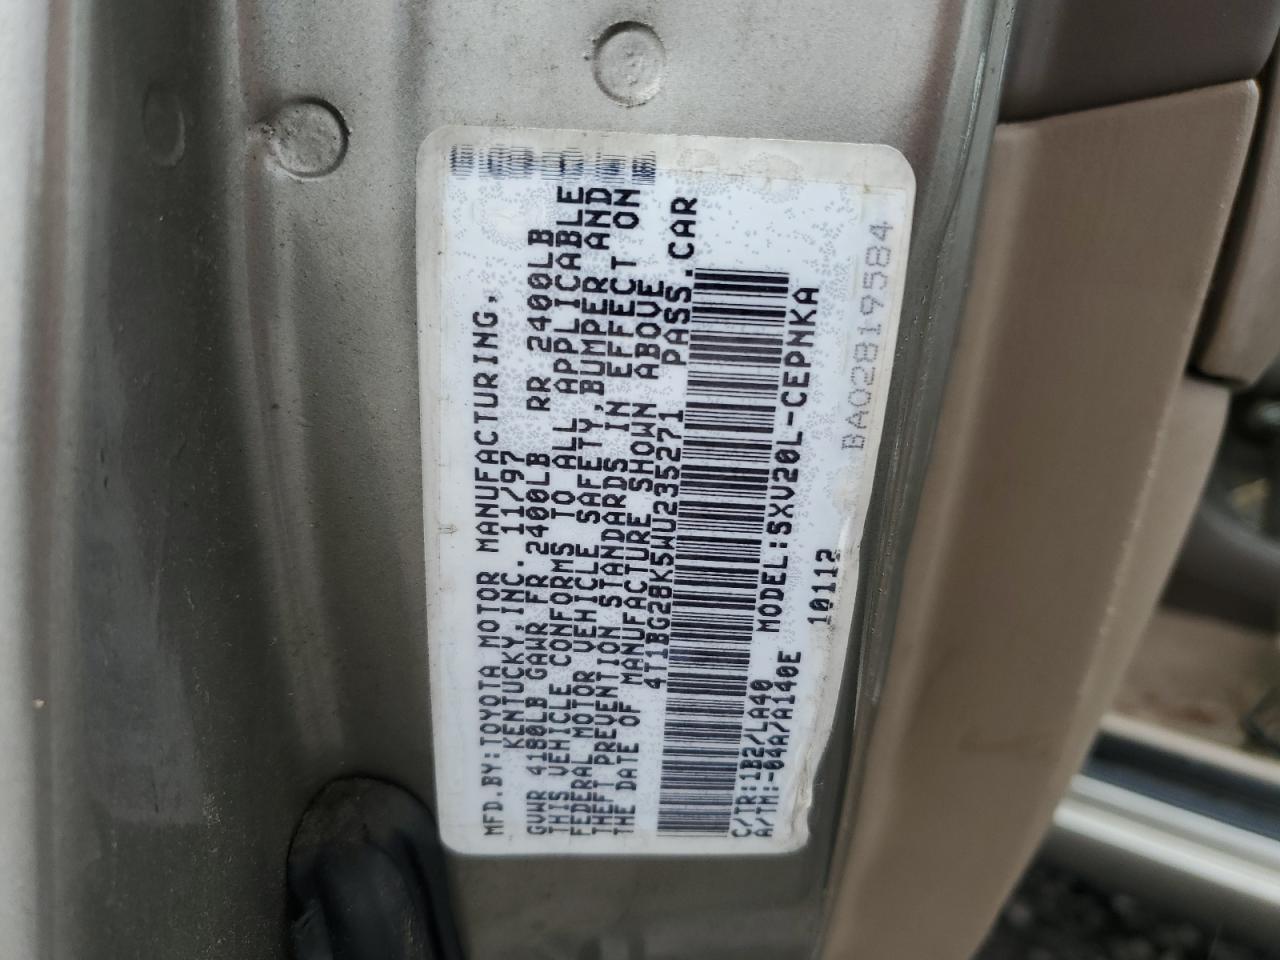 MFD.BY:TOYOTA MOTOR MANUFACTURING,
KENTUCKY,INC. 11/97
GVWR 4180LB GAWR FR 2400LB RR 2400LB
THIS VEHICLE CONFORMS TO ALL APPLICABLE
FEDERAL MOTOR VEHICLE SAFETY,BUMPER AND
THEFT PREVENTION STANDARDS IN EFFECT ON
THE DATE OF MANUFACTURE SHOWN ABOVE
4T1BG28K5WU235271 PASS.CAR
C/TR:1B2/LA40 MODEL:SXV20L-CEPNKA
A/TM:-04A/A140E
10112
BA02819584